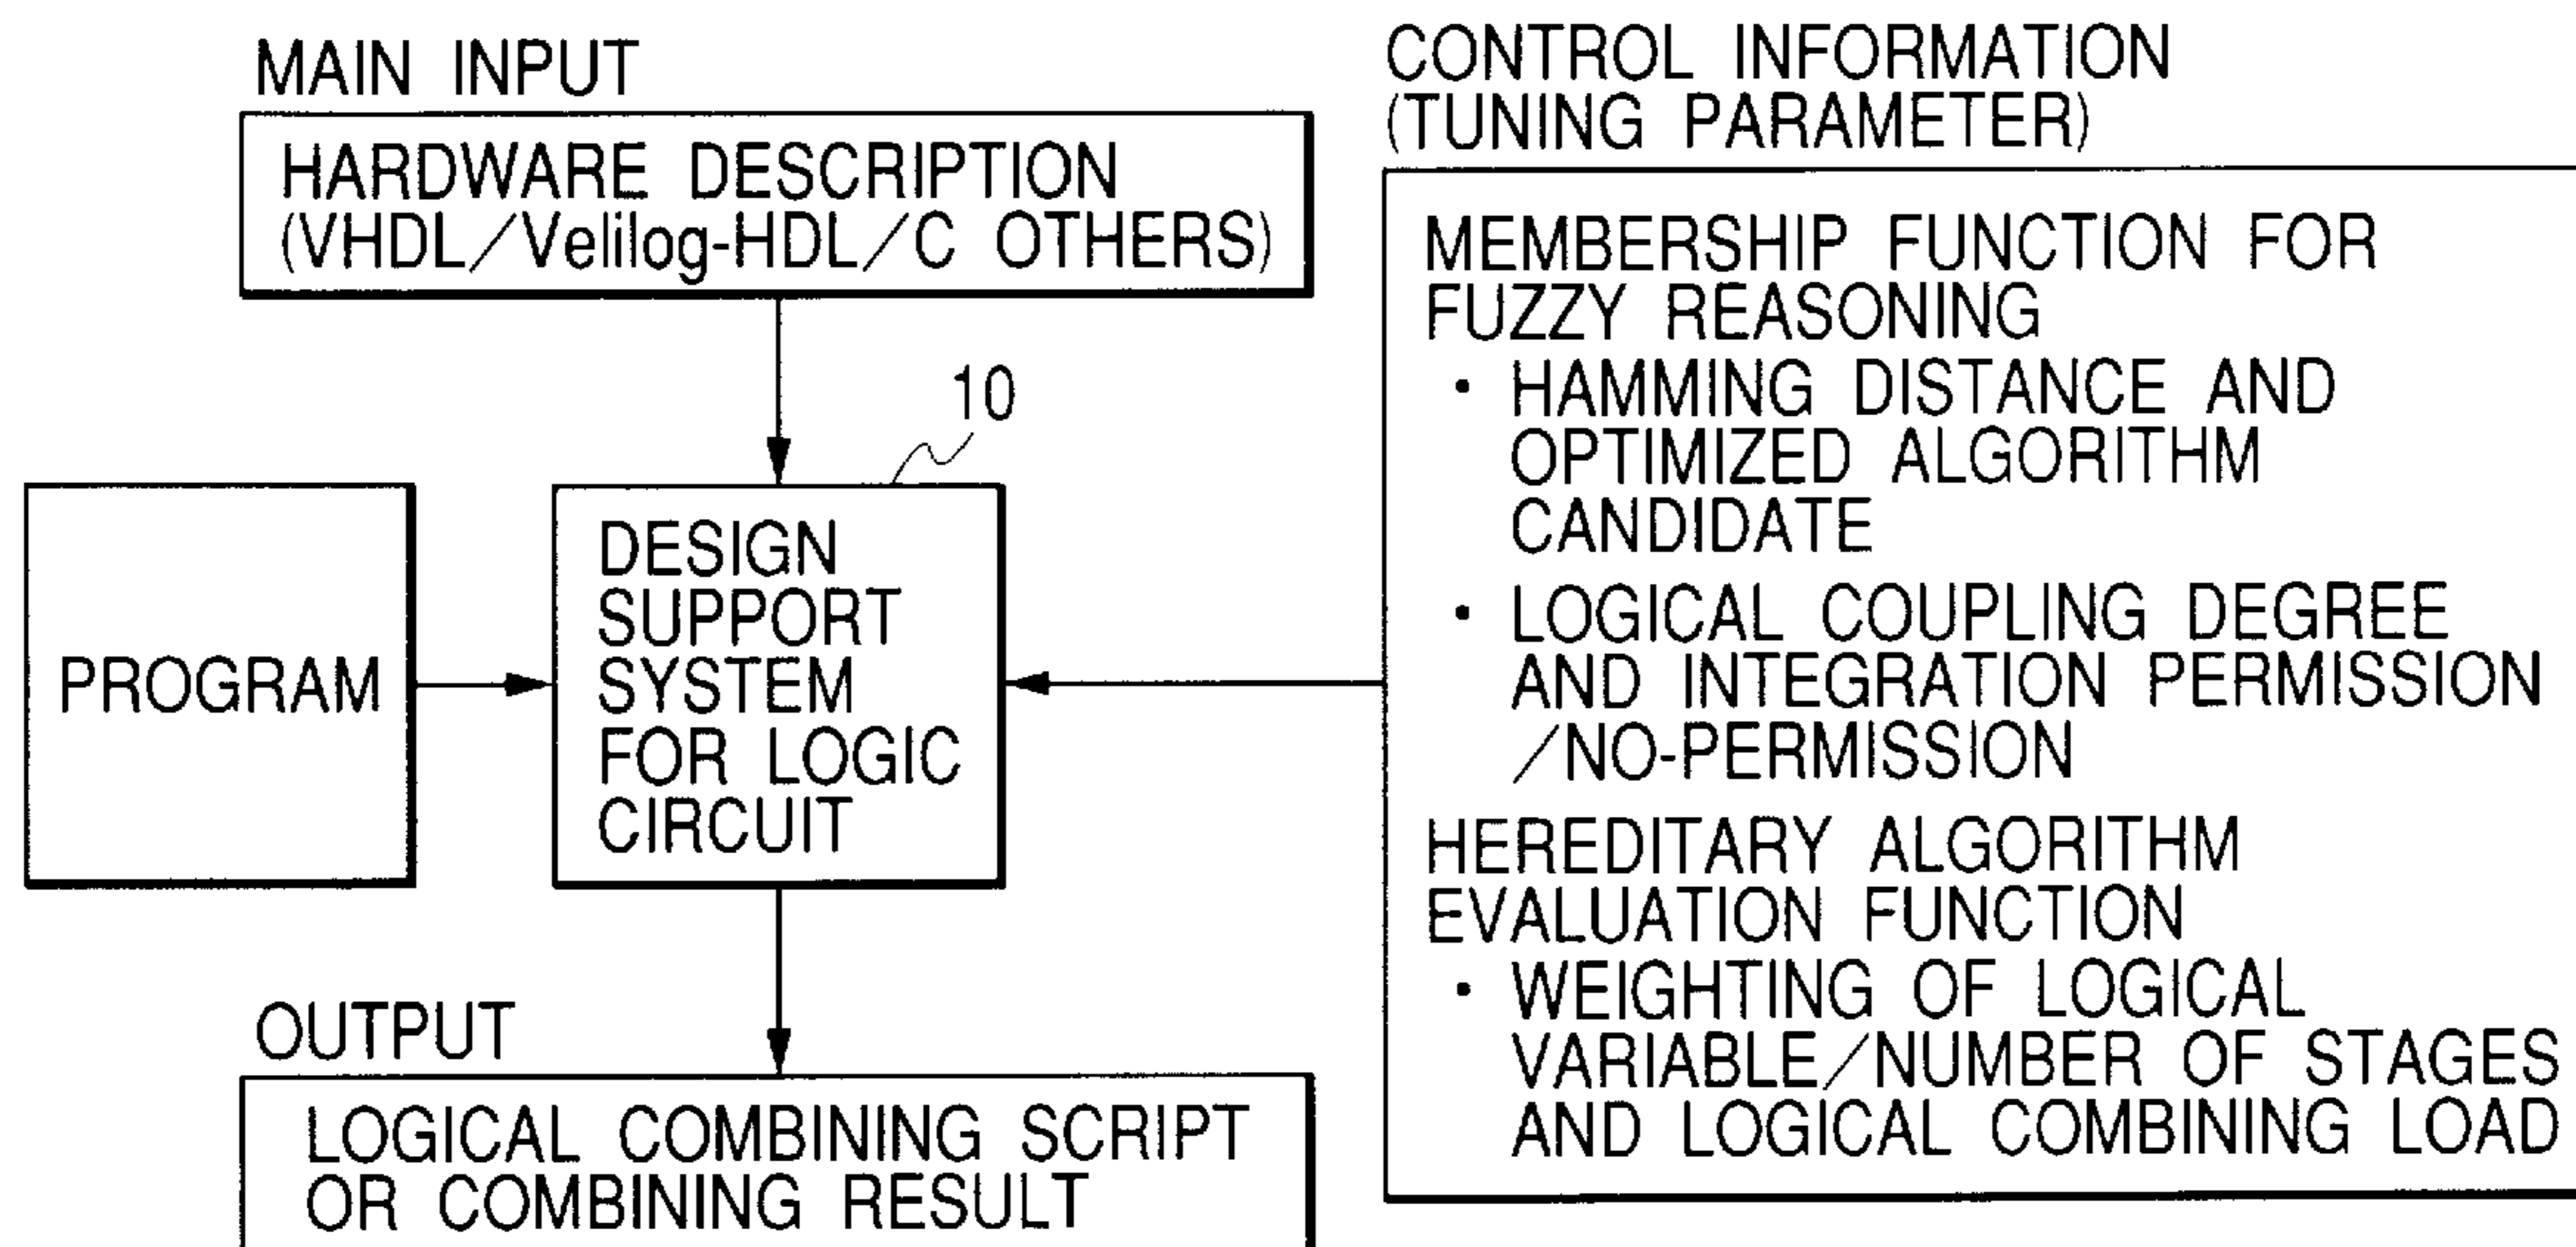 MAIN INPUT
HARDWARE DESCRIPTION
(VHDL/Velilog-HDL/C OTHERS)
10
PROGRAM
DESIGN
SUPPORT
SYSTEM
FOR LOGIC
CIRCUIT
OUTPUT
LOGICAL COMBINING SCRIPT
OR COMBINING RESULT
CONTROL INFORMATION
(TUNING PARAMETER)
MEMBERSHIP FUNCTION FOR
FUZZY REASONING
· HAMMING DISTANCE AND
OPTIMIZED ALGORITHM
CANDIDATE
· LOGICAL COUPLING DEGREE
AND INTEGRATION PERMISSION
/NO-PERMISSION
HEREDITARY ALGORITHM
EVALUATION FUNCTION
· WEIGHTING OF LOGICAL
VARIABLE/NUMBER OF STAGES
AND LOGICAL COMBINING LOAD